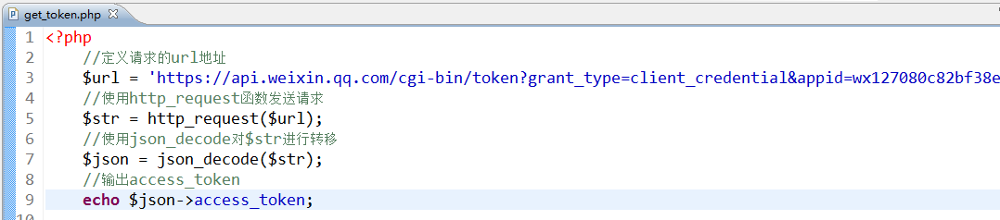 get_token.php
1 <?php
2 //定义请求的url地址
3 $url = 'https://api.weixin.qq.com/cgi-bin/token?grant_type=client_credential&appid=wx127080c82bf38e
4 //使用http_request函数发送请求
5 $str = http_request($url);
6 //使用json_decode对$str进行转移
7 $json = json_decode($str);
8 //输出access_token
9 echo $json->access_token;
10